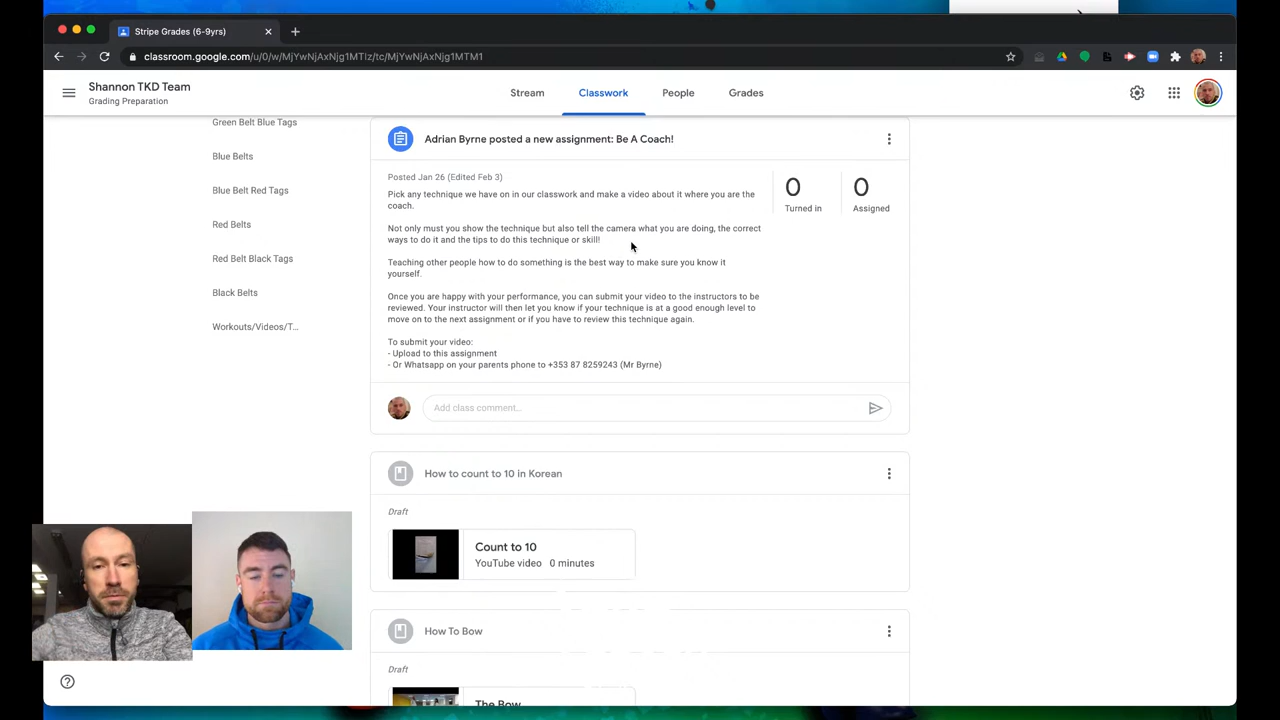 Stripe Grades (6-9yrs)
classroom.google.com/u/0/w/MjYwNjAxNjg1MTIz/tc/MjYwNjAxNjg1MTM1
Shannon TKD Team
Grading Preparation
Stream
Classwork
People
Grades
Green Belt Blue Tags
Blue Belts
Blue Belt Red Tags
Red Belts
Red Belt Black Tags
Black Belts
Workouts/Videos/T...
Adrian Byrne posted a new assignment: Be A Coach!
Posted Jan 26 (Edited Feb 3)
Pick any technique we have on in our classwork and make a video about it where you are the
coach.
Not only must you show the technique but also tell the camera what you are doing, the correct
ways to do it and the tips to do this technique or skill!
Teaching other people how to do something is the best way to make sure you know it
yourself.
Once you are happy with your performance, you can submit your video to the instructors to be
reviewed. Your instructor will then let you know if your technique is at a good enough level to
move on to the next assignment or if you have to review this technique again.
To submit your video:
- Upload to this assignment
- Or Whatsapp on your parents phone to +353 87 8259243 (Mr Byrne)
0
Turned in
0
Assigned
Add class comment...
How to count to 10 in Korean
Draft
Count to 10
YouTube video 0 minutes
How To Bow
Draft
The Bow